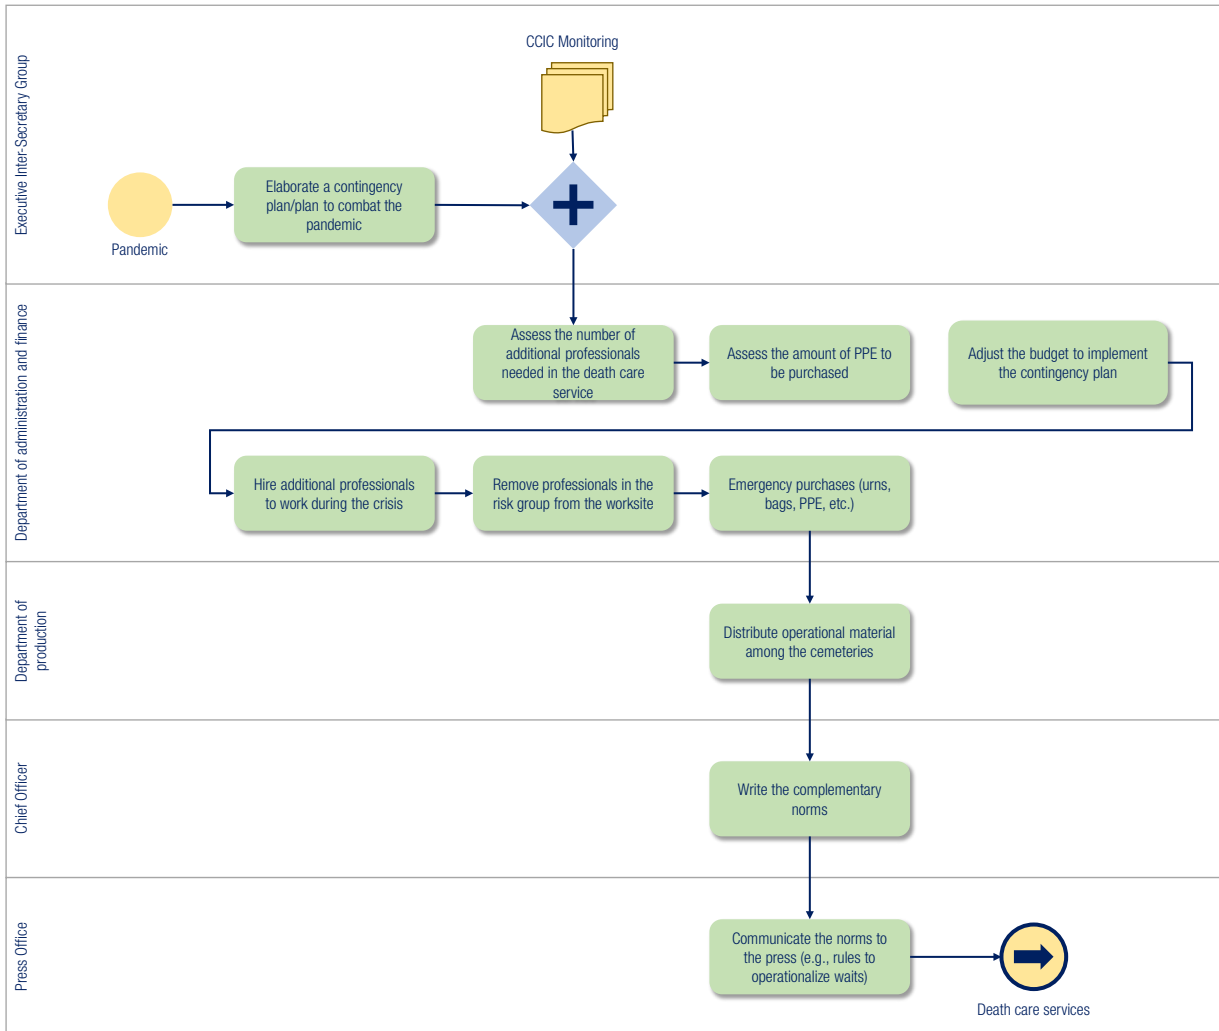 Executive Inter-Secretary Group
CCIC Monitoring
Pandemic
Elaborate a contingency
plan/plan to combat the
pandemic
Department of administration and finance
Assess the number of
additional professionals
needed in the death care
service
Assess the amount of PPE to
be purchased
Adjust the budget to implement
the contingency plan
Hire additional professionals
to work during the crisis
Remove professionals in the
risk group from the worksite
Emergency purchases (urns,
bags, PPE, etc.)
Department of
production
Distribute operational material
among the cemeteries
Chief Officer
Write the complementary
norms
Press Office
Communicate the norms to
the press (e.g., rules to
operationalize waits)
Death care services